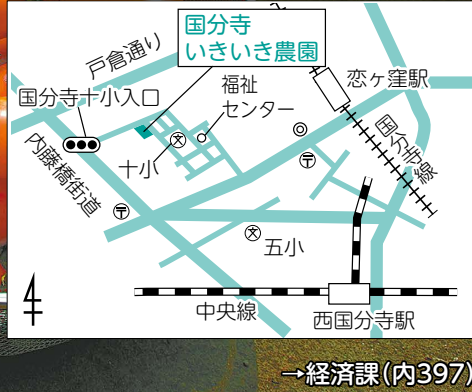 国分寺
いきいき農園
戸倉通り
福祉
センター
恋ヶ窪駅
国分寺十小入口
文
十小
国分寺線
内藤橋街道
〒
〒
文
五小
中央線
西国分寺駅
→経済課(内397)